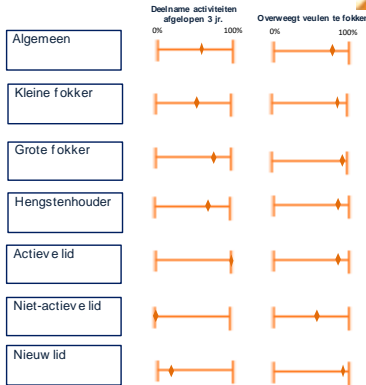 Deelname activiteiten
afgelopen 3 jr.
Overweegt veulen te fokken
0% 100%
0% 100%
Algemeen
Kleine fokker
Grote fokker
Hengstenhouder
Actieve lid
Niet-actieve lid
Nieuw lid